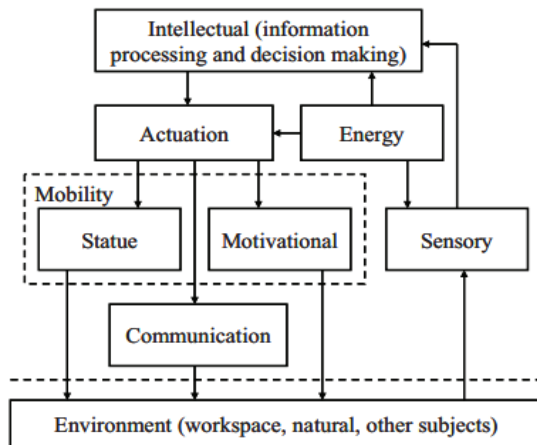 Intellectual (information
processing and decision making)
Actuation
Energy
Mobility
Statue
Motivational
Sensory
Communication
Environment (workspace, natural, other subjects)